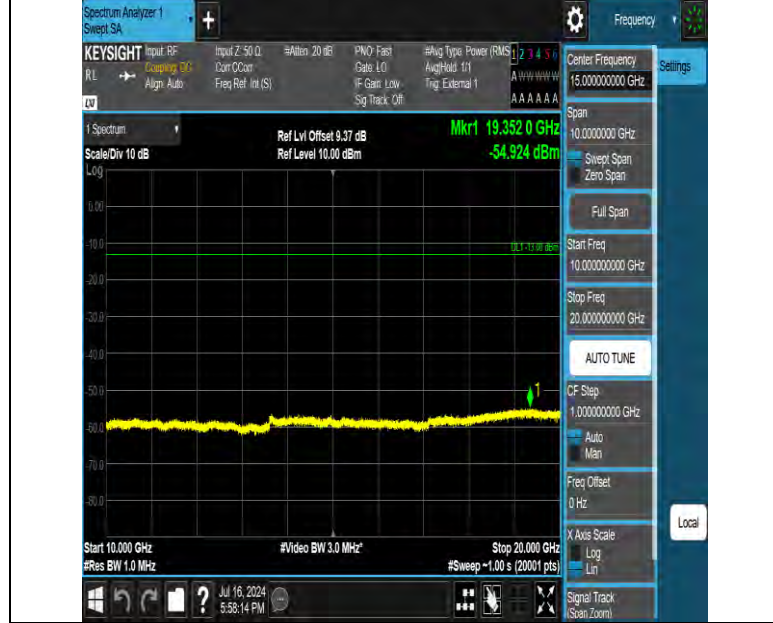 Spectrum Analyzer 1
Swept SA
Frequency
KEYSIGHT
Input: RF
Input Z: 50 Ω
#Atten: 20 dB
PNO: Fast
#Avg Type: Power (RMS
1 2 3 4 5 6
RL
Coupling: DC
Corr CCorr
Gate: LO
Avg|Hold: 1/1
A W W W W W
Align: Auto
Freq Ref: Int (S)
IF Gain: Low
Trig: External 1
Sig Track: Off
A A A A A A
LXI
1 Spectrum
Ref Lvl Offset 9.37 dB
Mkr1 19.352 0 GHz
Scale/Div 10 dB
Ref Level 10.00 dBm
-54.924 dBm
Log
0.00
-10.0
DL1 -13.00 dBm
-20.0
-30.0
-40.0
-50.0
1
-60.0
-70.0
-80.0
Start 10.000 GHz
#Video BW 3.0 MHz*
Stop 20.000 GHz
#Res BW 1.0 MHz
#Sweep ~1.00 s (20001 pts)
Jul 16, 2024
5:58:14 PM
Center Frequency
15.000000000 GHz
Settings
Span
10.0000000 GHz
Swept Span
Zero Span
Full Span
Start Freq
10.000000000 GHz
Stop Freq
20.000000000 GHz
AUTO TUNE
CF Step
1.000000000 GHz
Auto
Man
Freq Offset
0 Hz
Local
X Axis Scale
Log
Lin
Signal Track
(Span Zoom)